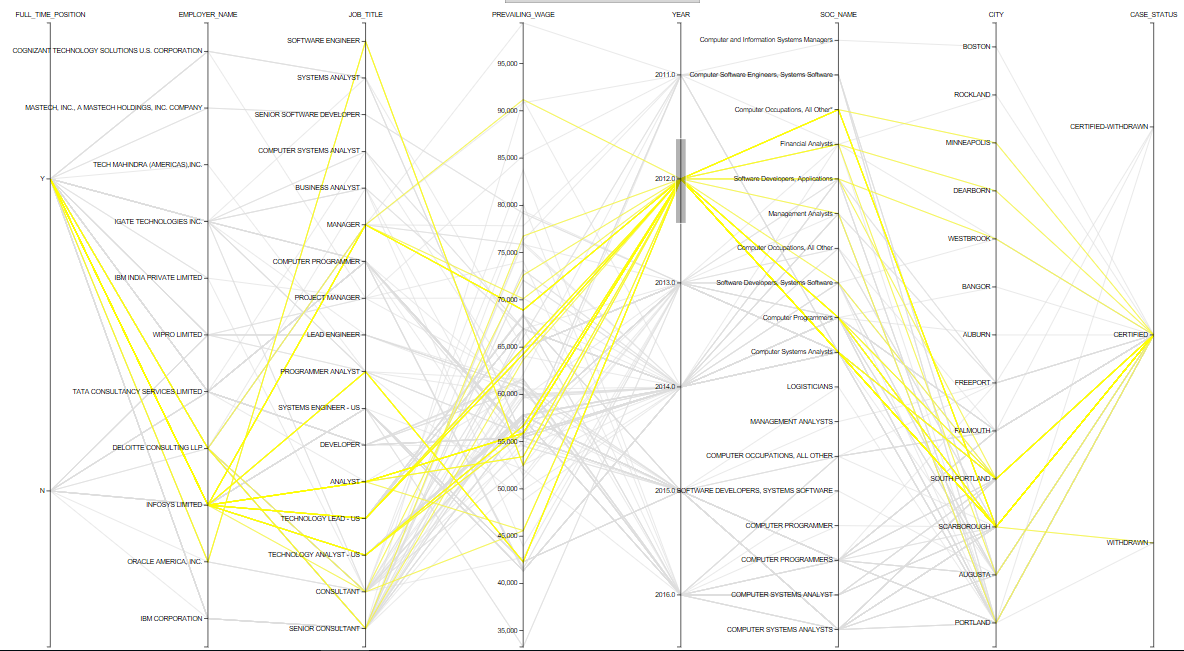 FULL_TIME_POSITION
EMPLOYER_NAME
JOB_TITLE
PREVAILING_WAGE
YEAR
SOC_NAME
CITY
CASE_STATUS
Y
N
COGNIZANT TECHNOLOGY SOLUTIONS U.S. CORPORATION
MASTECH, INC., A MASTECH HOLDINGS, INC. COMPANY
TECH MAHINDRA (AMERICAS),INC.
IGATE TECHNOLOGIES INC.
IBM INDIA PRIVATE LIMITED
WIPRO LIMITED
TATA CONSULTANCY SERVICES LIMITED
DELOITTE CONSULTING LLP
INFOSYS LIMITED
ORACLE AMERICA, INC.
IBM CORPORATION
SOFTWARE ENGINEER
SYSTEMS ANALYST
SENIOR SOFTWARE DEVELOPER
COMPUTER SYSTEMS ANALYST
BUSINESS ANALYST
MANAGER
COMPUTER PROGRAMMER
PROJECT MANAGER
LEAD ENGINEER
PROGRAMMER ANALYST
SYSTEMS ENGINEER - US
DEVELOPER
ANALYST
TECHNOLOGY LEAD - US
TECHNOLOGY ANALYST - US
CONSULTANT
SENIOR CONSULTANT
95,000
90,000
85,000
80,000
75,000
70,000
65,000
60,000
55,000
50,000
45,000
40,000
35,000
2011.0
2012.0
2013.0
2014.0
2015.0
2016.0
Computer and Information Systems Managers
Computer Software Engineers, Systems Software
Computer Occupations, All Other*
Financial Analysts
Software Developers, Applications
Management Analysts
Computer Occupations, All Other
Software Developers, Systems Software
Computer Programmers
Computer Systems Analysts
LOGISTICIANS
MANAGEMENT ANALYSTS
COMPUTER OCCUPATIONS, ALL OTHER
SOFTWARE DEVELOPERS, SYSTEMS SOFTWARE
COMPUTER PROGRAMMER
COMPUTER PROGRAMMERS
COMPUTER SYSTEMS ANALYST
COMPUTER SYSTEMS ANALYSTS
BOSTON
ROCKLAND
MINNEAPOLIS
DEARBORN
WESTBROOK
BANGOR
AUBURN
FREEPORT
FALMOUTH
SOUTH PORTLAND
SCARBOROUGH
AUGUSTA
PORTLAND
CERTIFIED-WITHDRAWN
CERTIFIED
WITHDRAWN